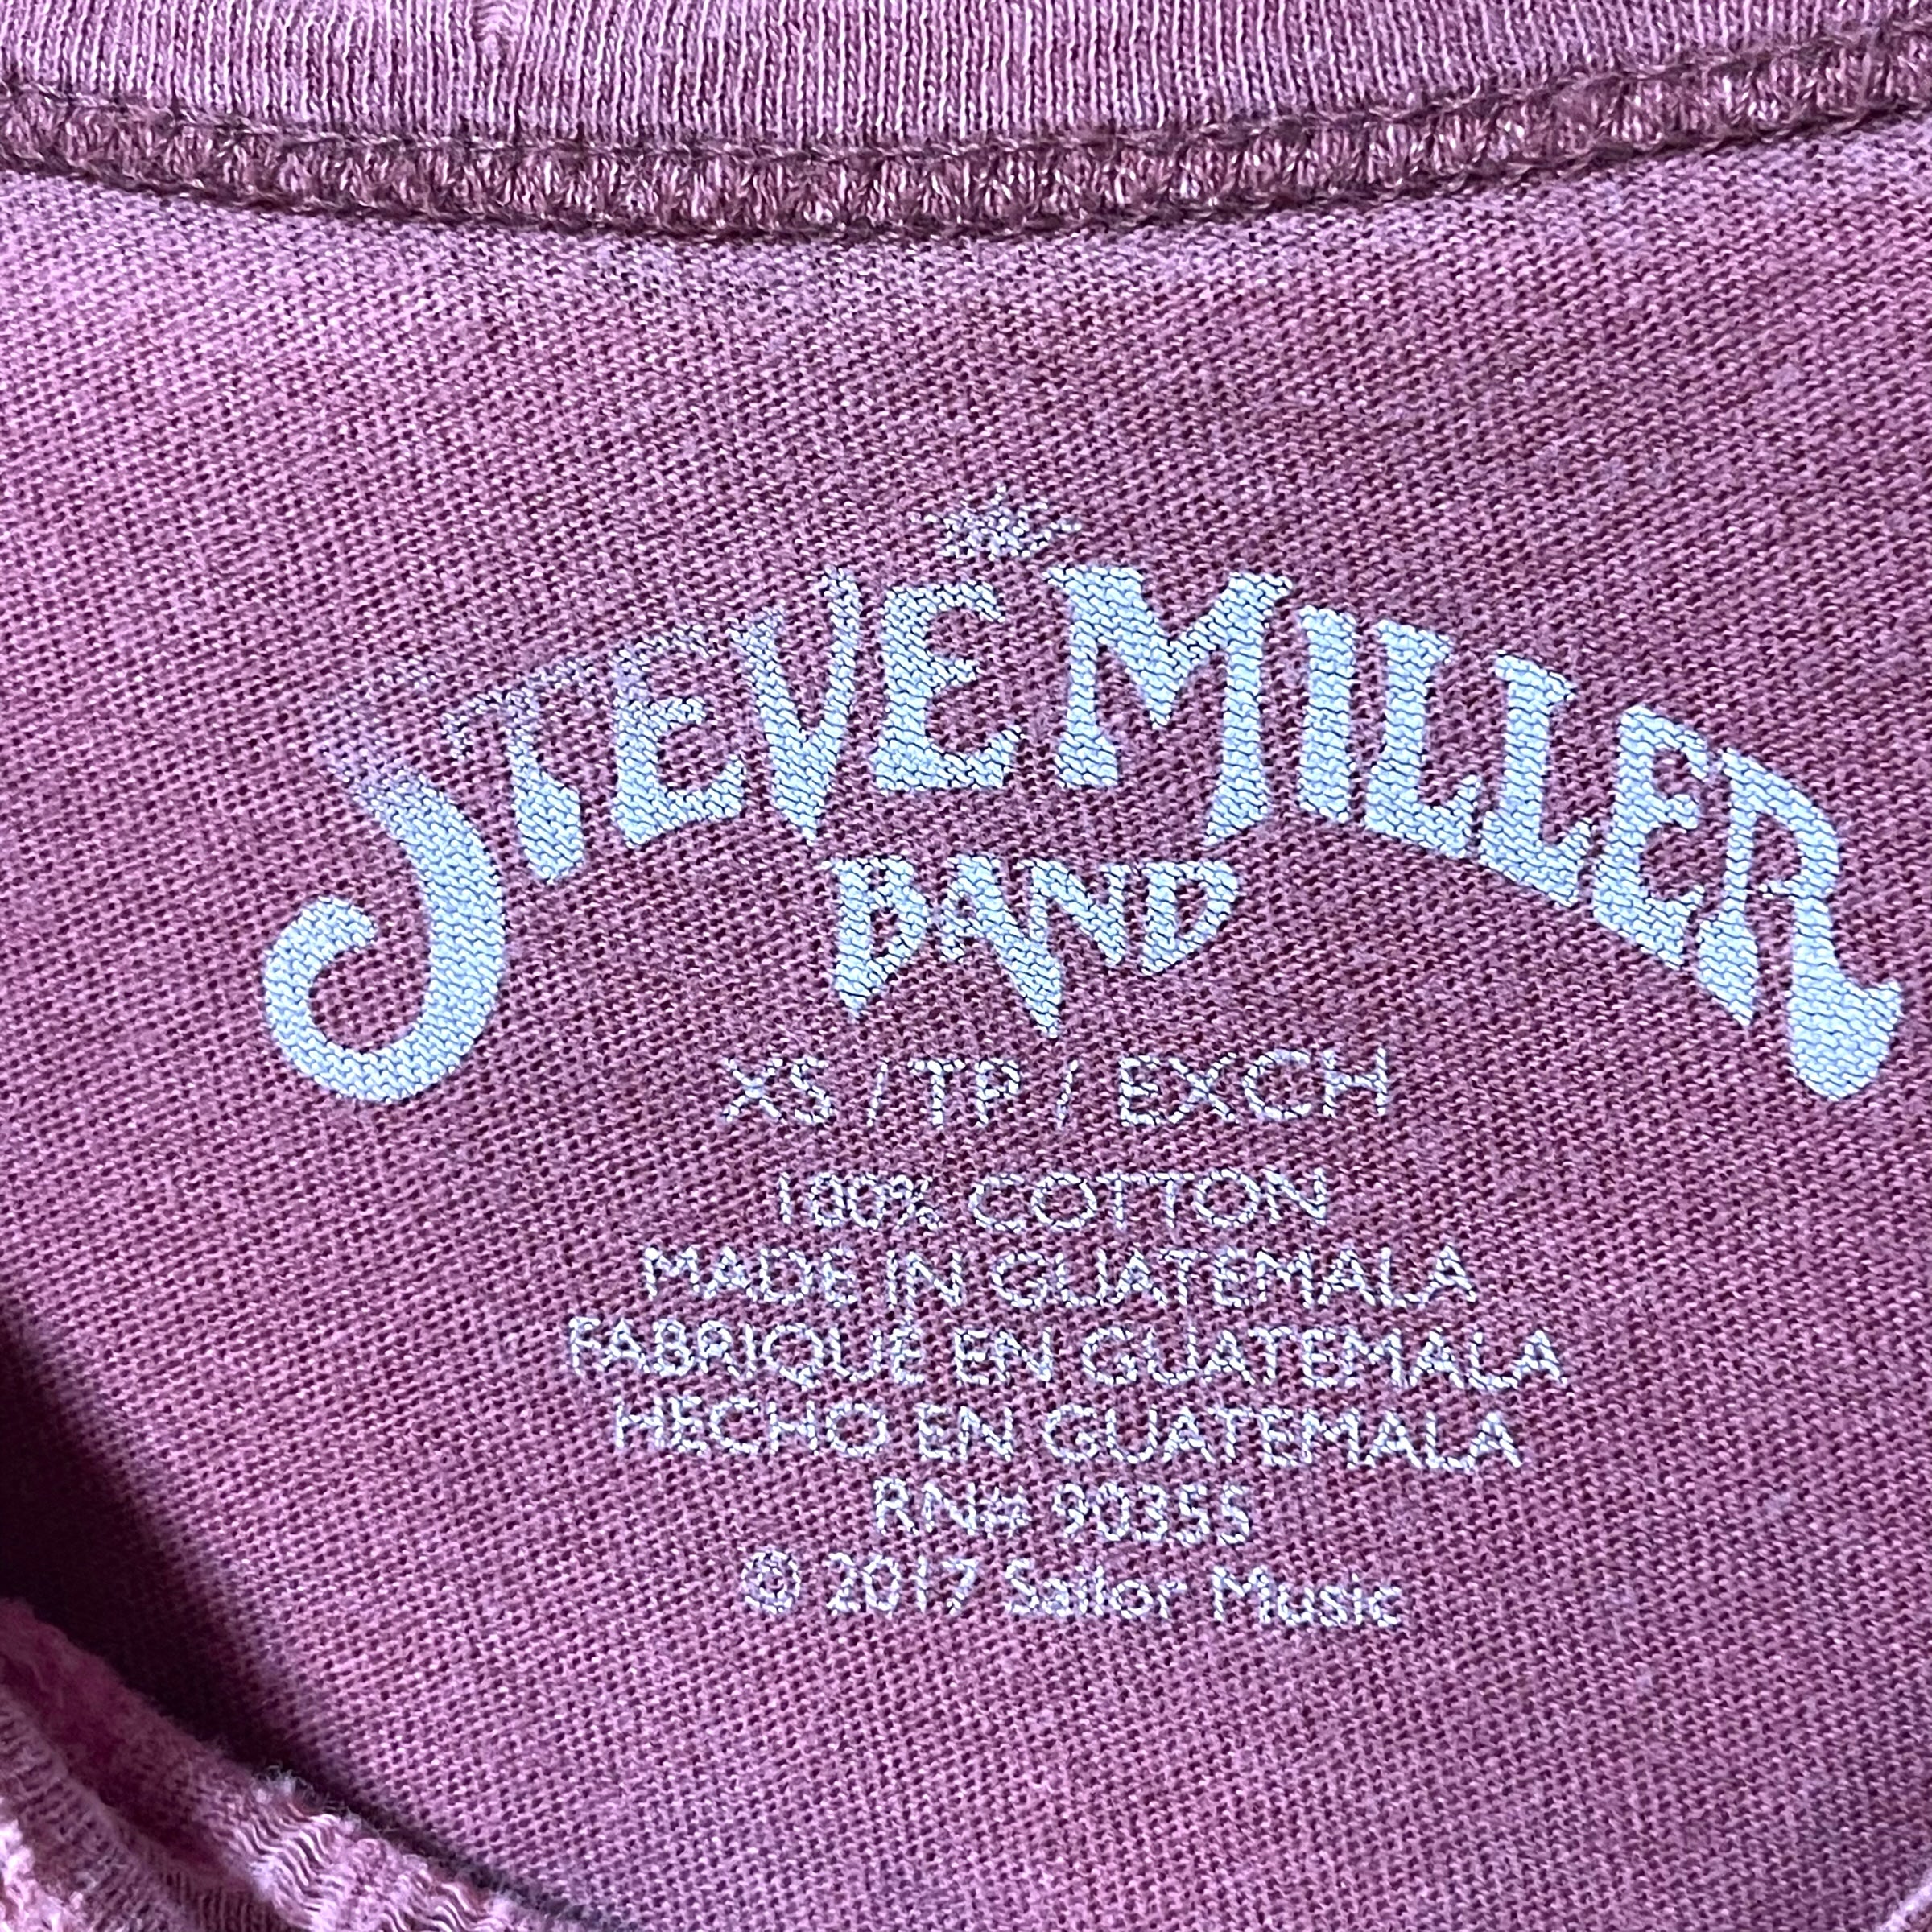 STEVE MILLER
BAND
XS / TP / EXCH
100% COTTON
MADE IN GUATEMALA
FABRIQUÉ EN GUATEMALA
HECHO EN GUATEMALA
RN# 90355
© 2017 Sailor Music